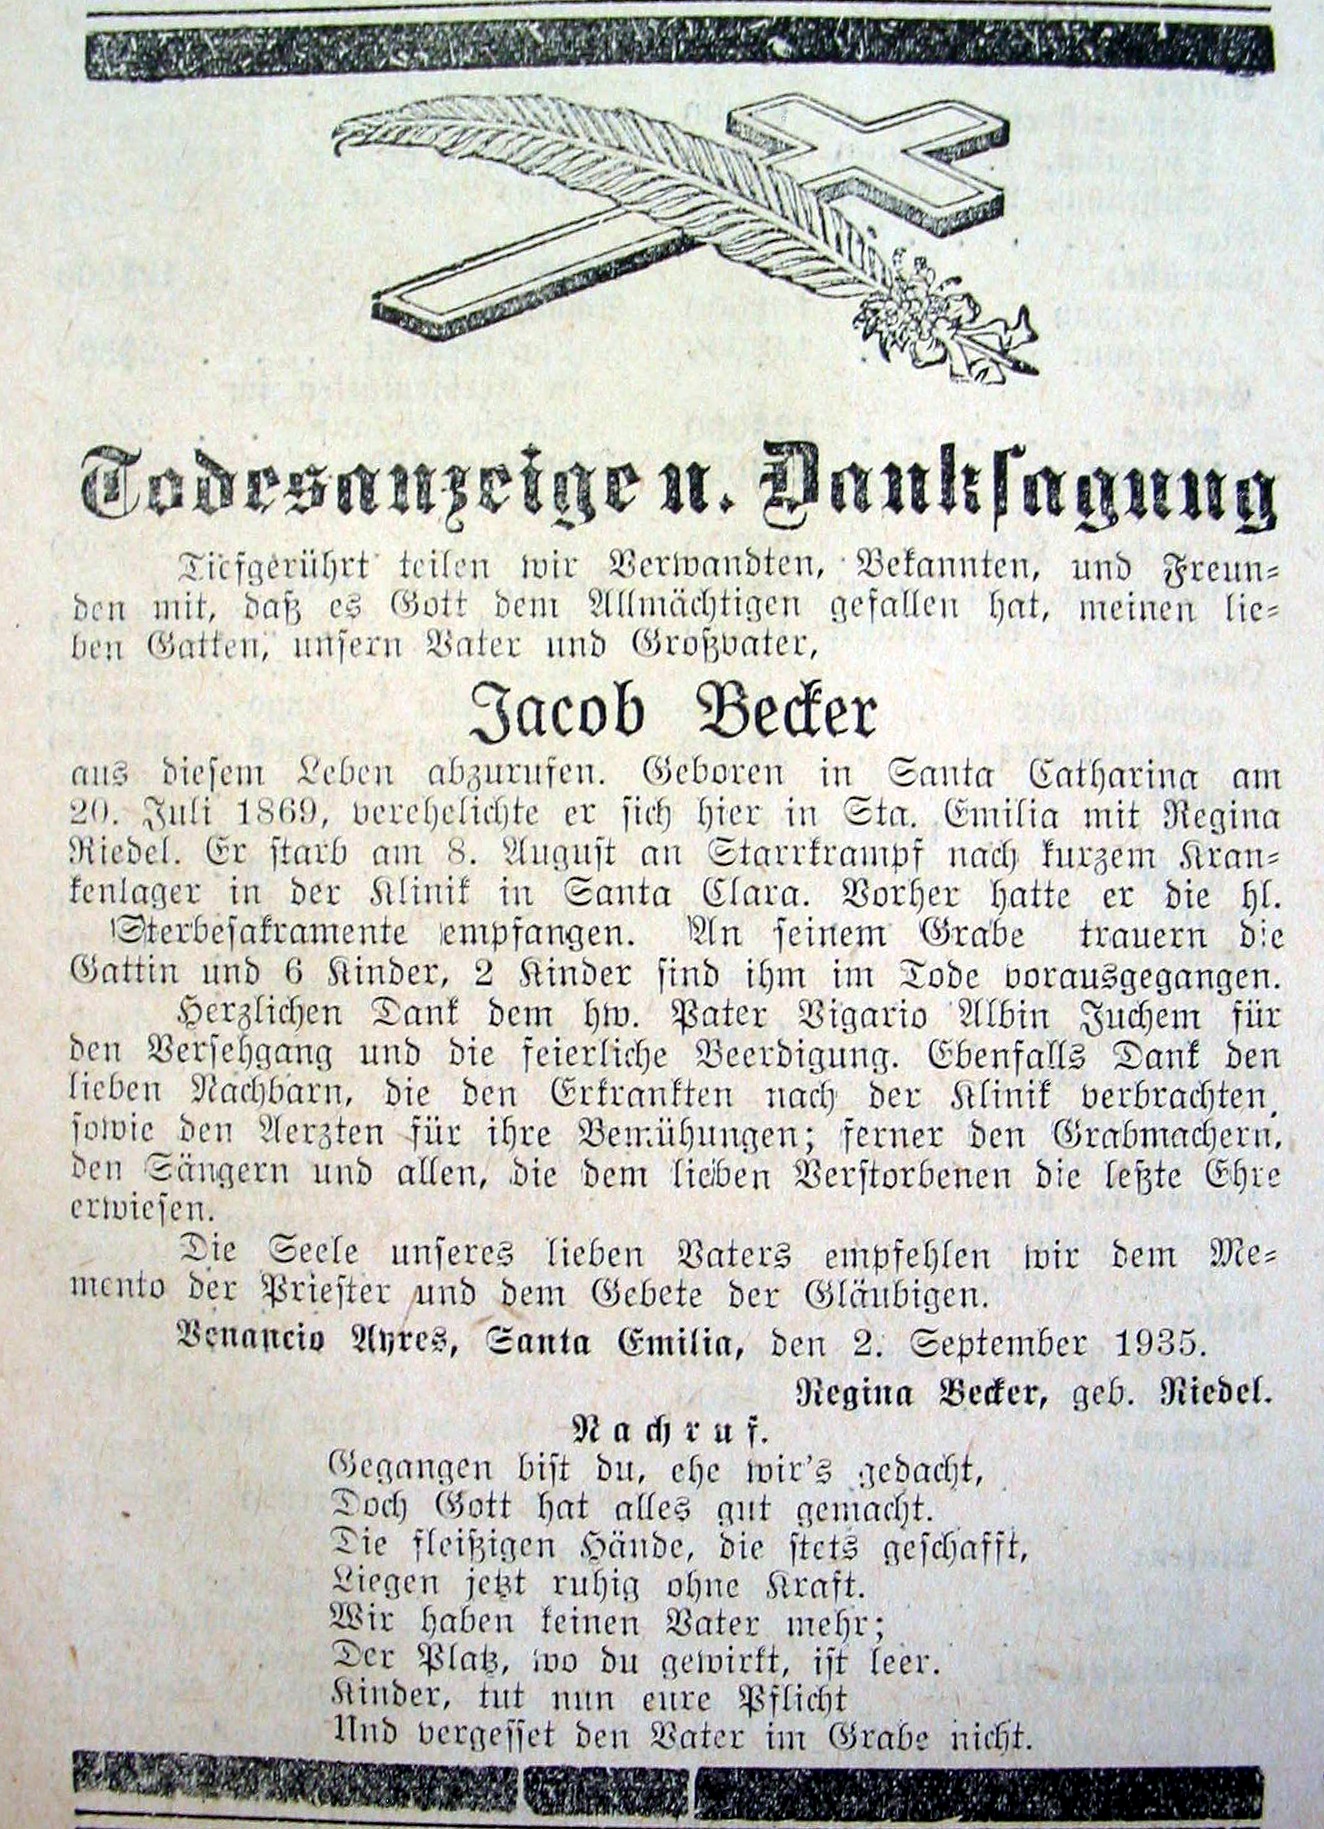 Todesanzeige u. Danksagung
Tiefgerührt teilen wir Verwandten, Bekannten, und Freun-
den mit, daß es Gott dem Allmächtigen gefallen hat, meinen lie-
ben Gatten, unsern Vater und Großvater,
Jacob Becker
aus diesem Leben abzurufen. Geboren in Santa Catharina am
20. Juli 1869, verehelichte er sich hier in Sta. Emilia mit Regina
Riedel. Er starb am 8. August an Starrkrampf nach kurzem Kran-
kenlager in der Klinik in Santa Clara. Vorher hatte er die hl.
Sterbesakramente empfangen. An seinem Grabe trauern die
Gattin und 6 Kinder, 2 Kinder sind ihm im Tode vorausgegangen.
Herzlichen Dank dem hw. Pater Vigario Albin Juchem für
den Versehgang und die feierliche Beerdigung. Ebenfalls Dank den
lieben Nachbarn, die den Erkrankten nach der Klinik verbrachten,
sowie den Aerzten für ihre Bemühungen; ferner den Grabmachern,
den Sängern und allen, die dem lieben Verstorbenen die letzte Ehre
erwiesen.
Die Seele unseres lieben Vaters empfehlen wir dem Me-
mento der Priester und dem Gebete der Gläubigen.
Venancio Ayres, Santa Emilia, den 2. September 1935.
Regina Becker, geb. Riedel.
Nachruf.
Gegangen bist du, ehe wir's gedacht,
Doch Gott hat alles gut gemacht.
Die fleißigen Hände, die stets geschafft,
Liegen jetzt ruhig ohne Kraft.
Wir haben keinen Vater mehr;
Der Platz, wo du gewirkt, ist leer.
Kinder, tut nun eure Pflicht
Und vergesset den Vater im Grabe nicht.